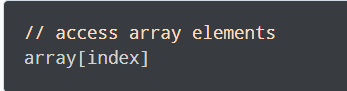 // access array elements
array[index]